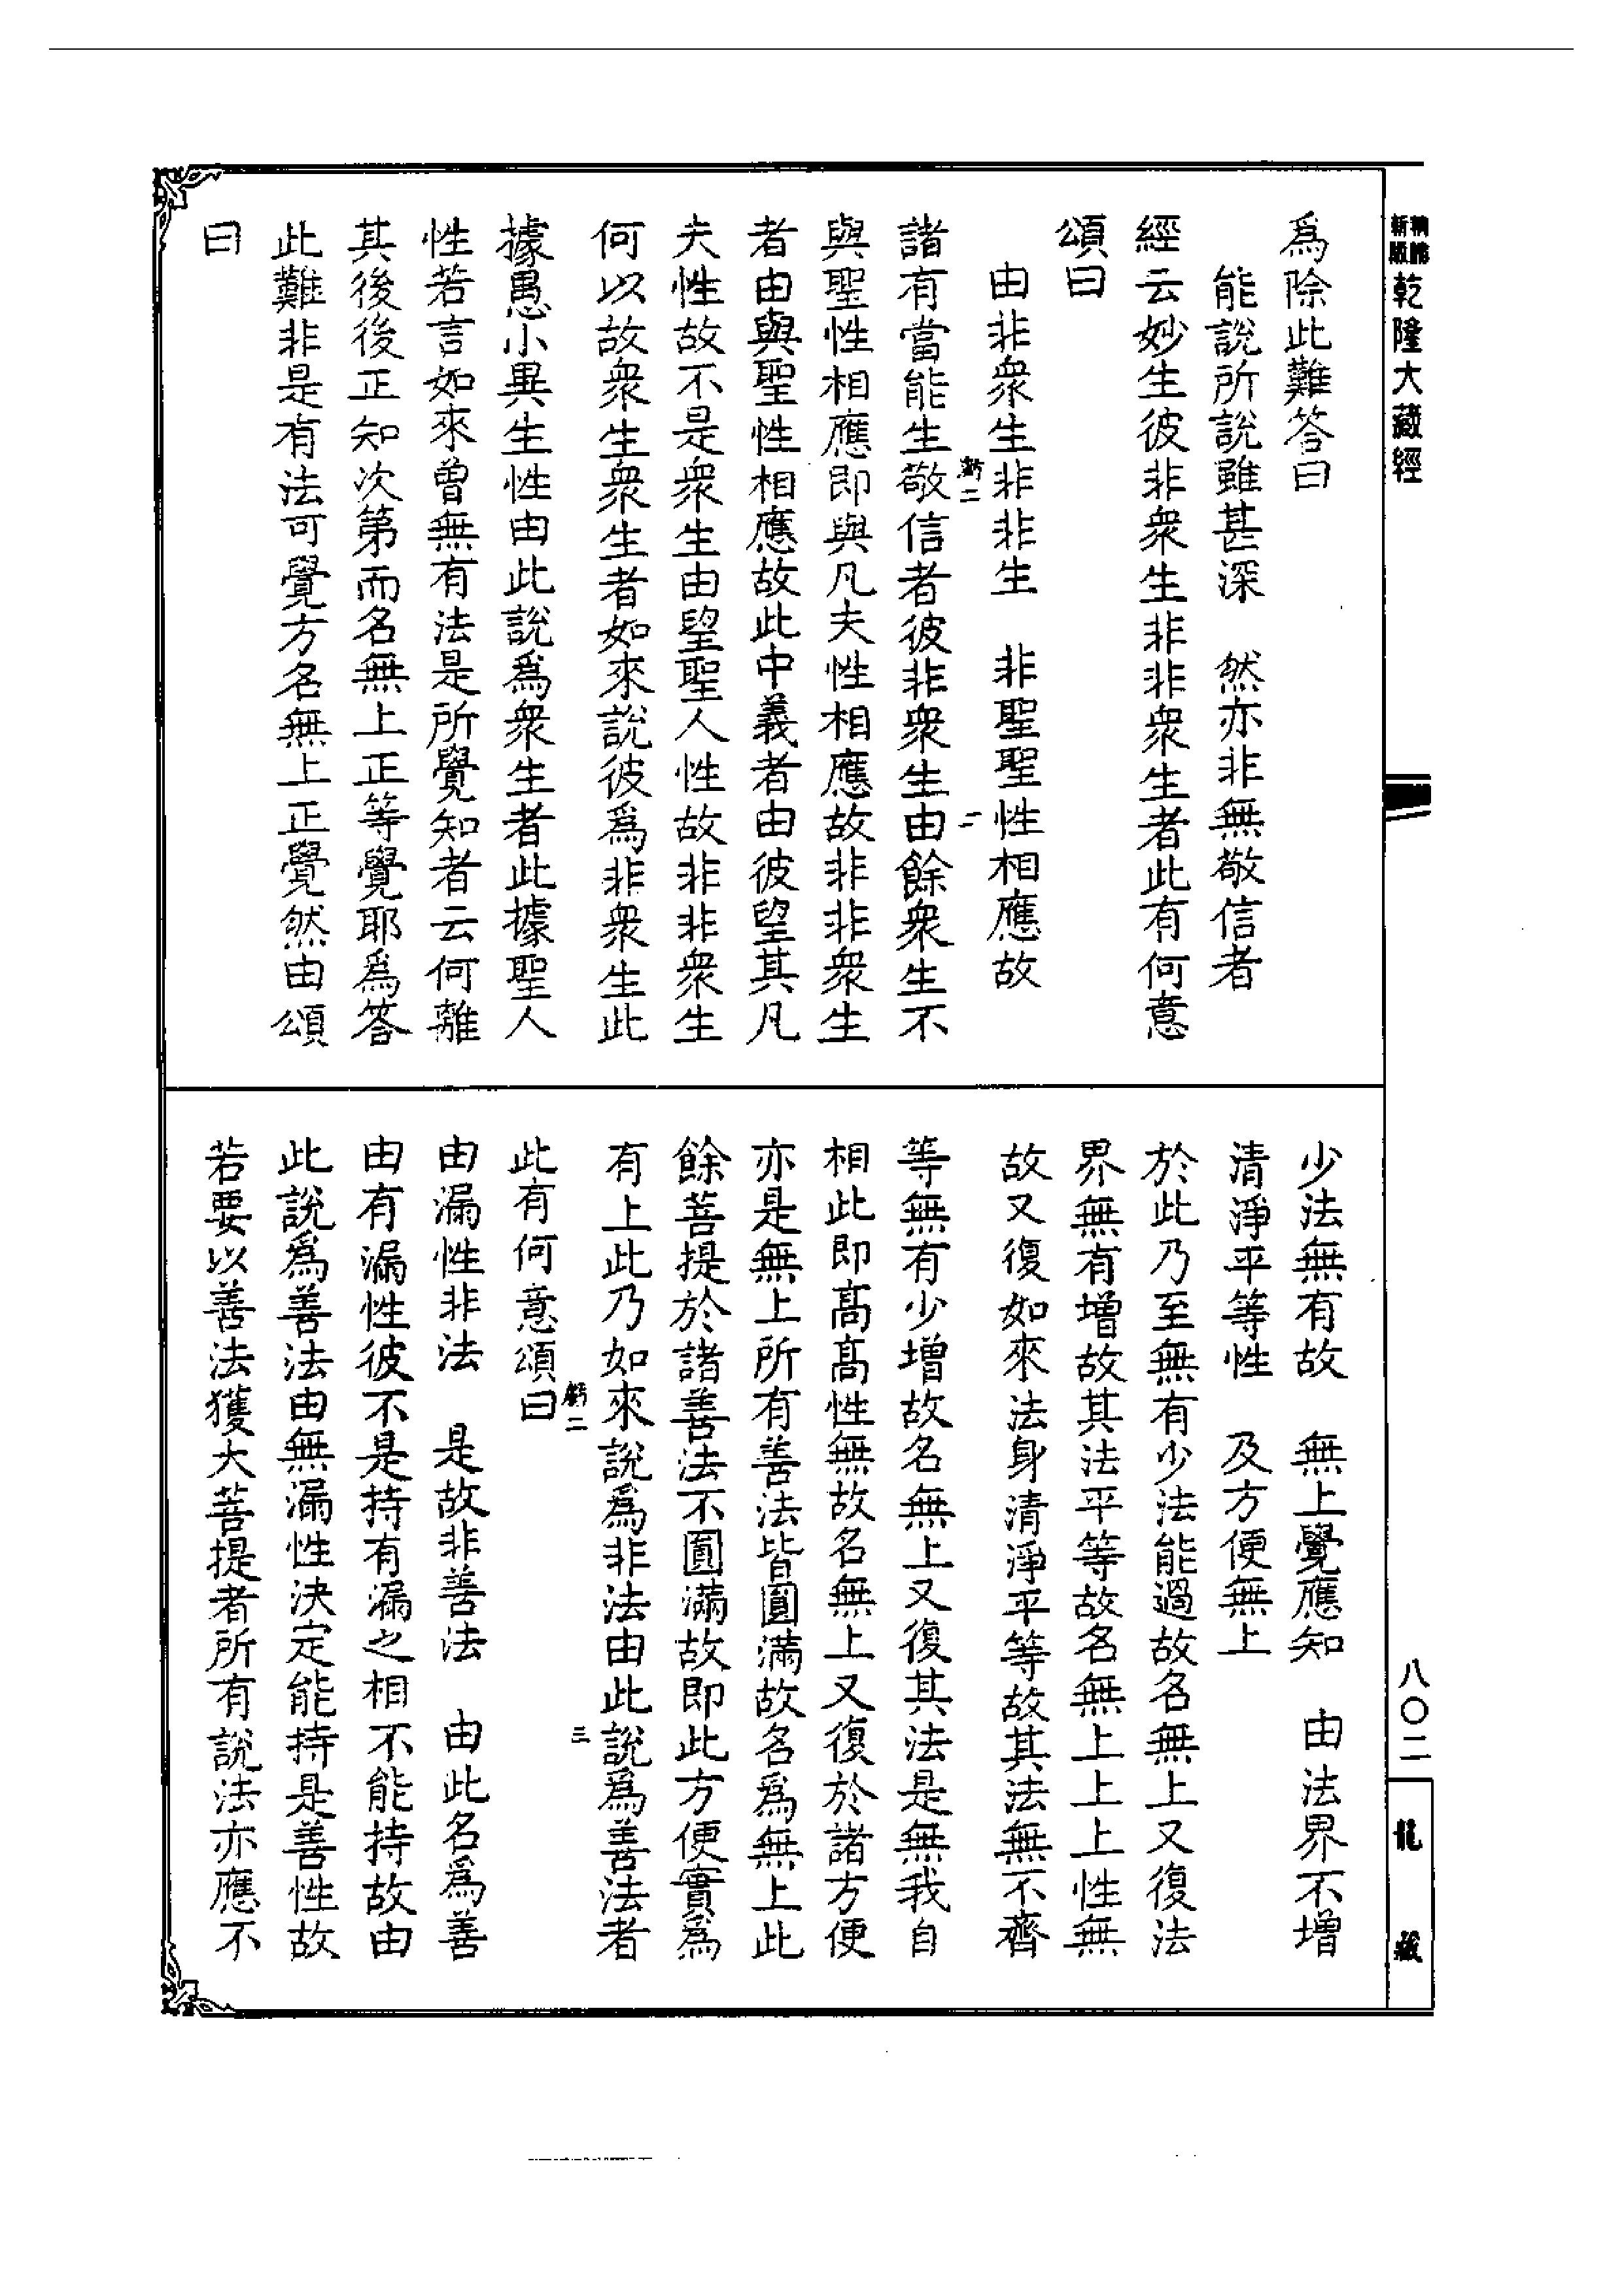 新版
精縮
乾隆大藏經
爲除此難答曰
能說所說雖甚深　然亦非無敬信者
經云妙生彼非衆生非非衆生者此有何意
頌曰
由非衆生非非生　非聖聖性相應故
虧二
二
諸有當能生敬信者彼非衆生由餘衆生不
與聖性相應即與凡夫性相應故非非衆生
者由與聖性相應故此中義者由彼望其凡
夫性故不是衆生由望聖人性故非非衆生
何以故衆生衆生者如來說彼爲非衆生此
據愚小異生性由此說爲衆生者此據聖人
性若言如來曾無有法是所覺知者云何離
其後後正知次第而名無上正等覺耶爲答
此難非是有法可覺方名無上正覺然由頌
曰
少法無有故　無上覺應知　由法界不增
清淨平等性　及方便無上
於此乃至無有少法能過故名無上又復法
界無有增故其法平等故名無上上上性無
故又復如來法身清淨平等故其法無不齊
等無有少增故名無上又復其法是無我自
相此即高高性無故名無上又復於諸方便
亦是無上所有善法皆圓滿故名爲無上此
餘菩提於諸善法不圓滿故即此方便實爲
有上此乃如來說爲非法由此說爲善法者
虧二
三
此有何意頌曰
由漏性非法　是故非善法　由此名爲善
由有漏性彼不是持有漏之相不能持故由
此說爲善法由無漏性決定能持是善性故
若要以善法獲大菩提者所有說法亦應不
八〇二
龍藏